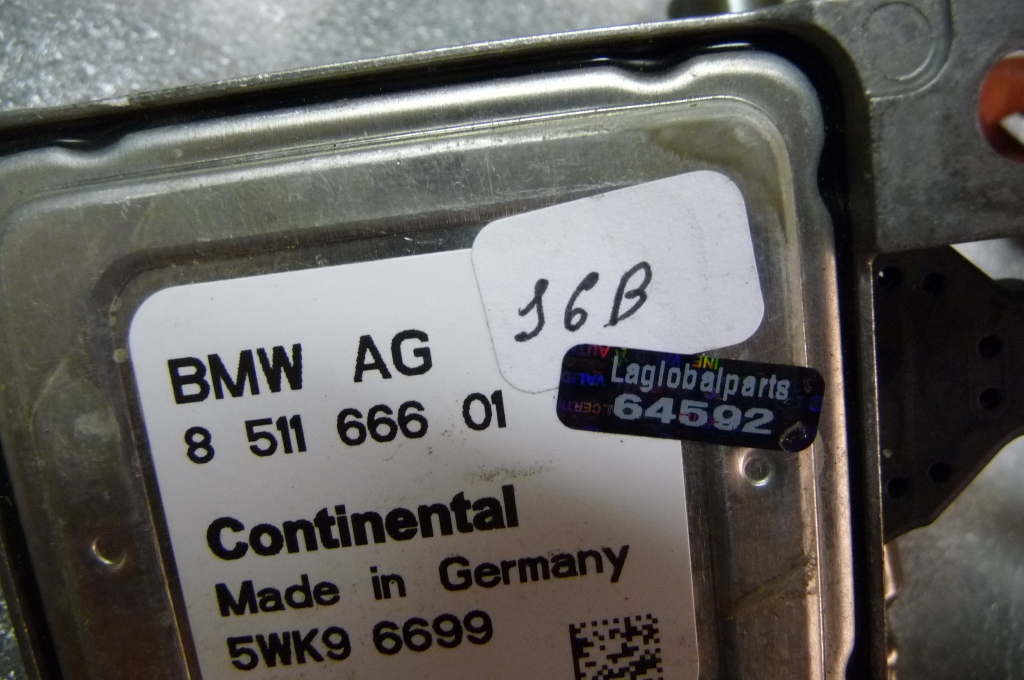 16B
Laglobalparts
64592
BMW AG
8 511 666 01
Continental
Made in Germany
5WK9 6699